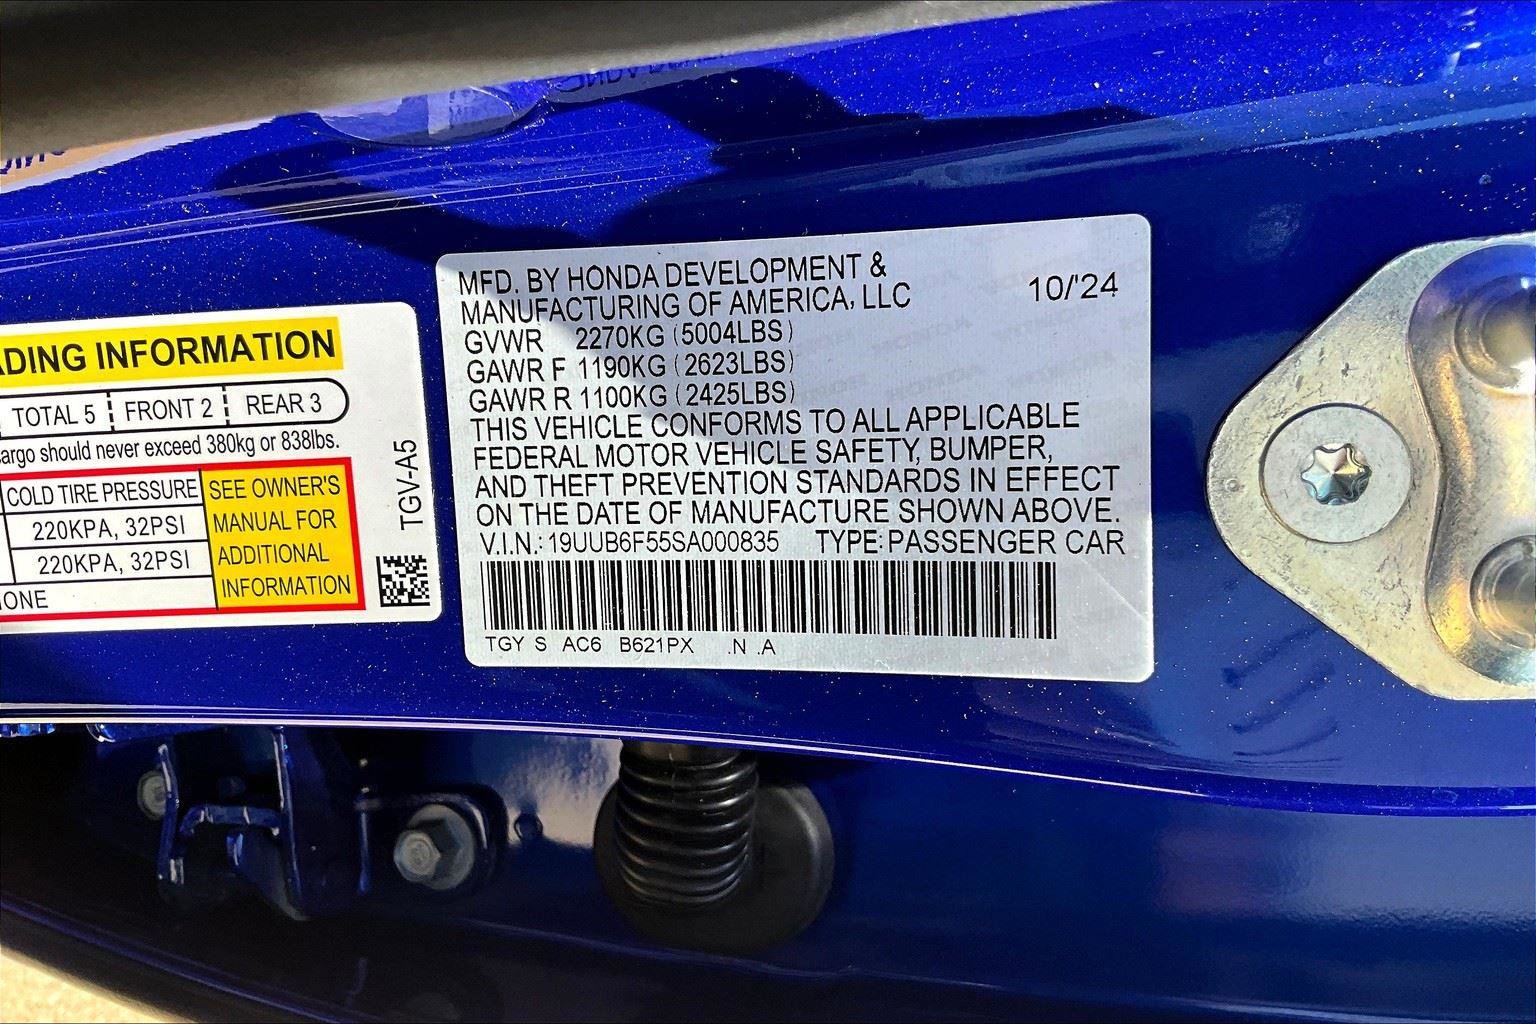 ADING INFORMATION
TOTAL 5 FRONT 2 REAR 3
argo should never exceed 380kg or 838lbs.
COLD TIRE PRESSURE
220KPA, 32PSI
220KPA, 32PSI
ONE
SEE OWNER'S
MANUAL FOR
ADDITIONAL
INFORMATION
TGV-A5
MFD. BY HONDA DEVELOPMENT &
MANUFACTURING OF AMERICA, LLC
10/'24
GVWR 2270KG (5004LBS)
GAWR F 1190KG (2623LBS)
GAWR R 1100KG (2425LBS)
THIS VEHICLE CONFORMS TO ALL APPLICABLE
FEDERAL MOTOR VEHICLE SAFETY, BUMPER,
AND THEFT PREVENTION STANDARDS IN EFFECT
ON THE DATE OF MANUFACTURE SHOWN ABOVE.
V.I.N.: 19UUB6F55SA000835 TYPE: PASSENGER CAR
TGY S AC6 B621PX .N .A